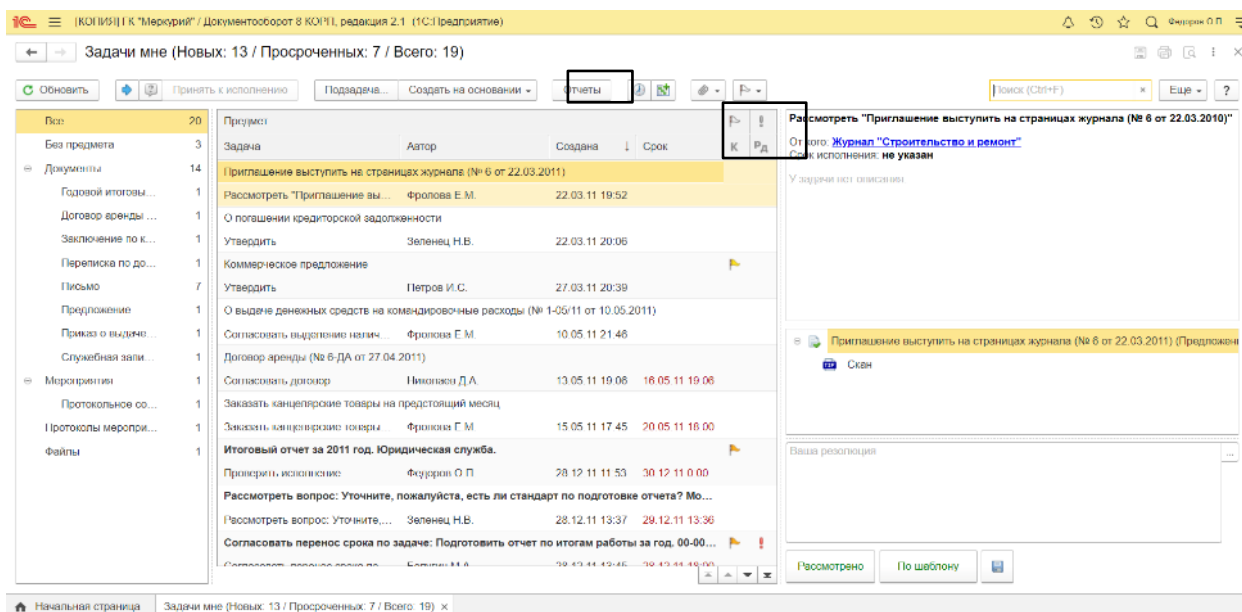 [КОПИЯ] ГК "Меркурий" / Документооборот 8 КОРП, редакция 2.1 (1С:Предприятие)
Федоров О.П.
Задачи мне (Новых: 13 / Просроченных: 7 / Всего: 19)
Обновить Принять к исполнению Подзадача... Создать на основании Отчеты Поиск (Ctrl+F) × Еще ?
Все 20
Без предмета 3
Документы 14
Годовой итоговы... 1
Договор аренды ... 1
Заключение по к... 1
Переписка по до... 1
Письмо 7
Предложение 1
Приказ о выдаче... 1
Служебная запи... 1
Мероприятия 1
Протокольное со... 1
Протоколы меропри... 1
Файлы 1
Предмет
Задача Автор Создана ↓ Срок К Рд
Приглашение выступить на страницах журнала (№ 6 от 22.03.2011)
Рассмотреть "Приглашение вы... Фролова Е.М. 22.03.11 19:52
О погашении кредиторской задолженности
Утвердить Зеленец Н.В. 22.03.11 20:06
Коммерческое предложение
Утвердить Петров И.С. 27.03.11 20:39
О выдаче денежных средств на командировочные расходы (№ 1-05/11 от 10.05.2011)
Согласовать выделение налич... Фролова Е.М. 10.05.11 21:46
Договор аренды (№ 6-ДА от 27.04.2011)
Согласовать договор Николаев Д.А. 13.05.11 19:06 16.05.11 19:06
Заказать канцелярские товары на предстоящий месяц
Заказать канцелярские товары Фролова Е.М. 15.05.11 17:45 20.05.11 18:00
Итоговый отчет за 2011 год. Юридическая служба.
Проверить исполнение Федоров О.П. 28.12.11 11:53 30.12.11 0:00
Рассмотреть вопрос: Уточните, пожалуйста, есть ли стандарт по подготовке отчета? Мо...
Рассмотреть вопрос: Уточните,... Зеленец Н.В. 28.12.11 13:37 29.12.11 13:36
Согласовать перенос срока по задаче: Подготовить отчет по итогам работы за год. 00-00...
Согласовать перенос срока по
Рассмотреть "Приглашение выступить на страницах журнала (№ 6 от 22.03.2010)"
От кого: Журнал "Строительство и ремонт"
Срок исполнения: не указан
У задачи нет описания
Приглашение выступить на страницах журнала (№ 6 от 22.03.2011) (Предложен
Скан
Ваша резолюция
...
Рассмотрено По шаблону
Начальная страница Задачи мне (Новых: 13 / Просроченных: 7 / Всего: 19) ×